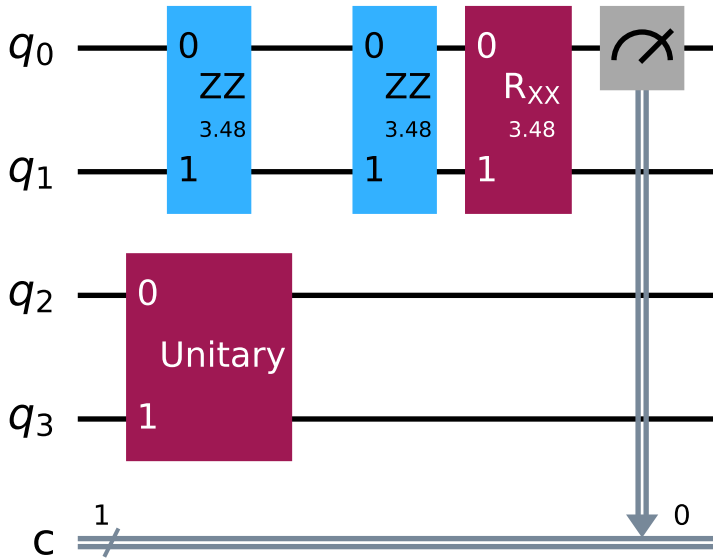 q0 0 0 0
ZZ ZZ RXX
3.48 3.48 3.48
q1 1 1 1
q2 0
Unitary
q3 1
1 0
c